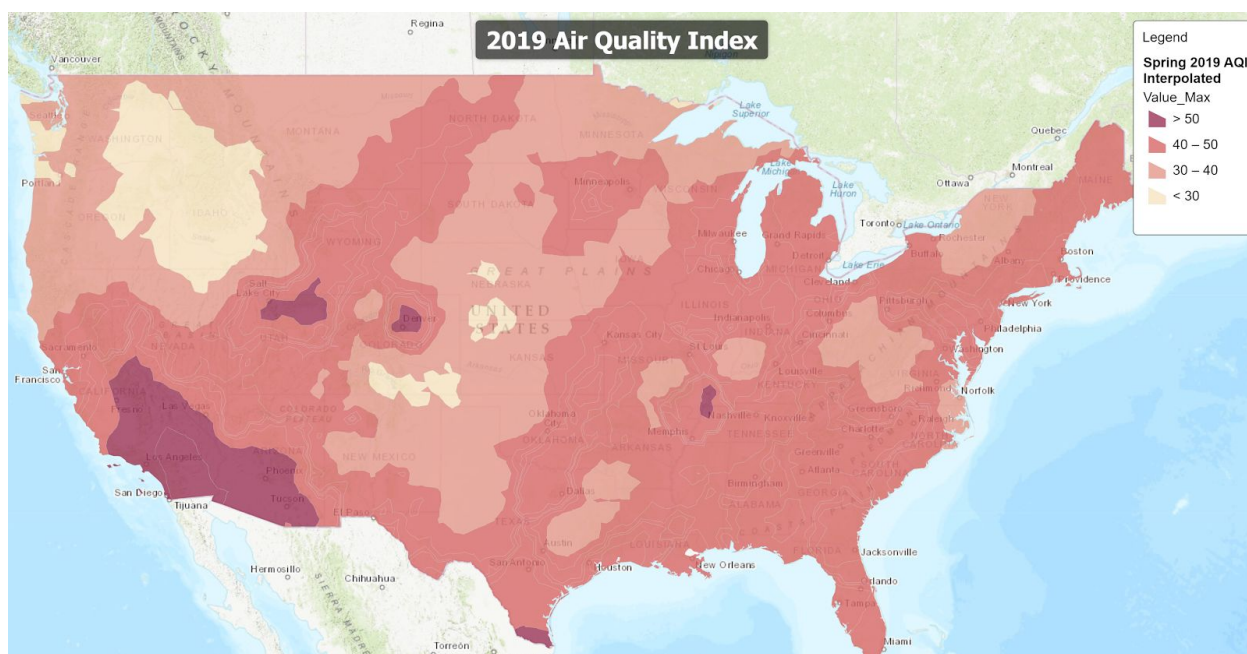 2019 Air Quality Index
Legend
Spring 2019 AQI
Interpolated
Value_Max
> 50
40 – 50
30 – 40
< 30
Regina
Vancouver
Seattle
WASHINGTON
Portland
OREGON
IDAHO
MONTANA
NORTH DAKOTA
MINNESOTA
Minneapolis
SOUTH DAKOTA
WISCONSIN
WYOMING
Lake
Superior
Lake
Huron
Quebec
Montreal
Ottawa
MAINE
Toronto
Lake Ontario
Rochester
Buffalo
Albany
Boston
Providence
New York
Philadelphia
Washington
Milwaukee
Grand Rapids
Detroit
Lake Erie
Chicago
MICHIGAN
Cleveland
IOWA
GREAT PLAINS
NEBRASKA
UNITED
STATES
Salt
Lake City
UTAH
Denver
COLORADO
KANSAS
Kansas City
MISSOURI
St Louis
ILLINOIS
Indianapolis
INDIANA
OHIO
Columbus
Cincinnati
Pittsburgh
Louisville
KENTUCKY
VIRGINIA
Richmond
Norfolk
Sacramento
NEVADA
San
Francisco
CALIFORNIA
Fresno
Las Vegas
COLORADO
PLATEAU
Los Angeles
ARIZONA
Phoenix
Tucson
San Diego
Tijuana
NEW MEXICO
El Paso
Oklahoma
City
OKLAHOMA
ARKANSAS
Memphis
Nashville
Knoxville
TENNESSEE
Greensboro
Raleigh
Charlotte
NORTH
CAROLINA
Greenville
SOUTH
CAROLINA
Atlanta
Birmingham
ALABAMA
GEORGIA
Dallas
TEXAS
Austin
San Antonio
Houston
LOUISIANA
New Orleans
FLORIDA
Jacksonville
Orlando
Tampa
Miami
Hermosillo
Chihuahua
SIERRA MADRE
Torreón